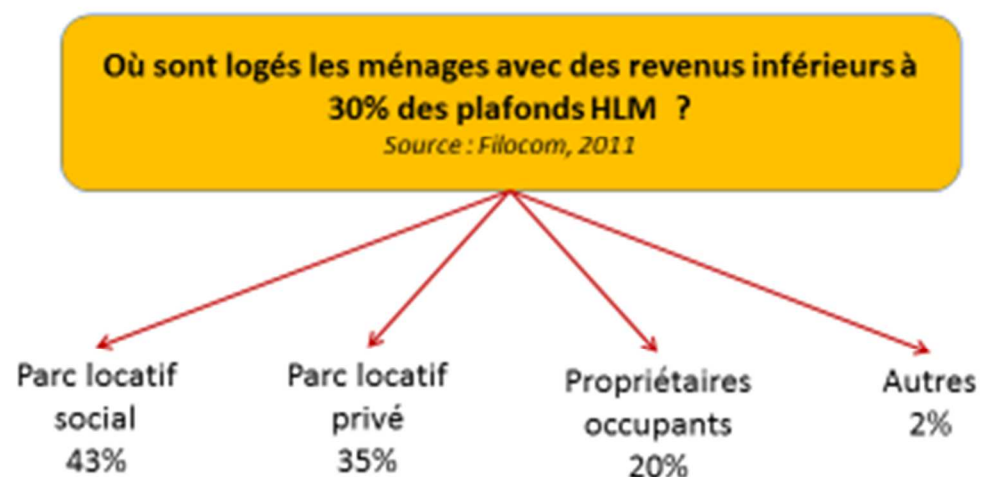 Où sont logés les ménages avec des revenus inférieurs à
30% des plafonds HLM ?
Source : Filocom, 2011
Parc locatif
social
43%
Parc locatif
privé
35%
Propriétaires
occupants
20%
Autres
2%